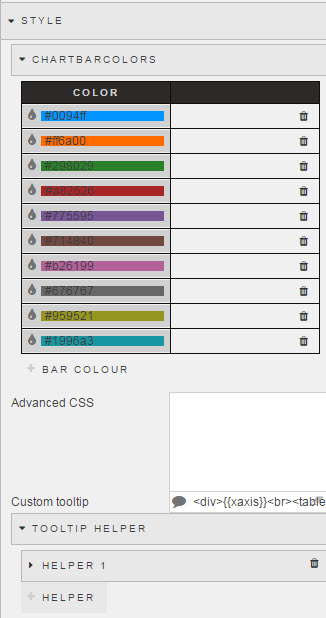 STYLE
CHARTBARCOLORS
COLOR
#0094ff
#ff6a00
#298029
#a82626
#775595
#714840
#b26199
#676767
#959521
#1996a3
+ BAR COLOUR
Advanced CSS
Custom tooltip
<div>{{xaxis}}<br><table
TOOLTIP HELPER
HELPER 1
+ HELPER